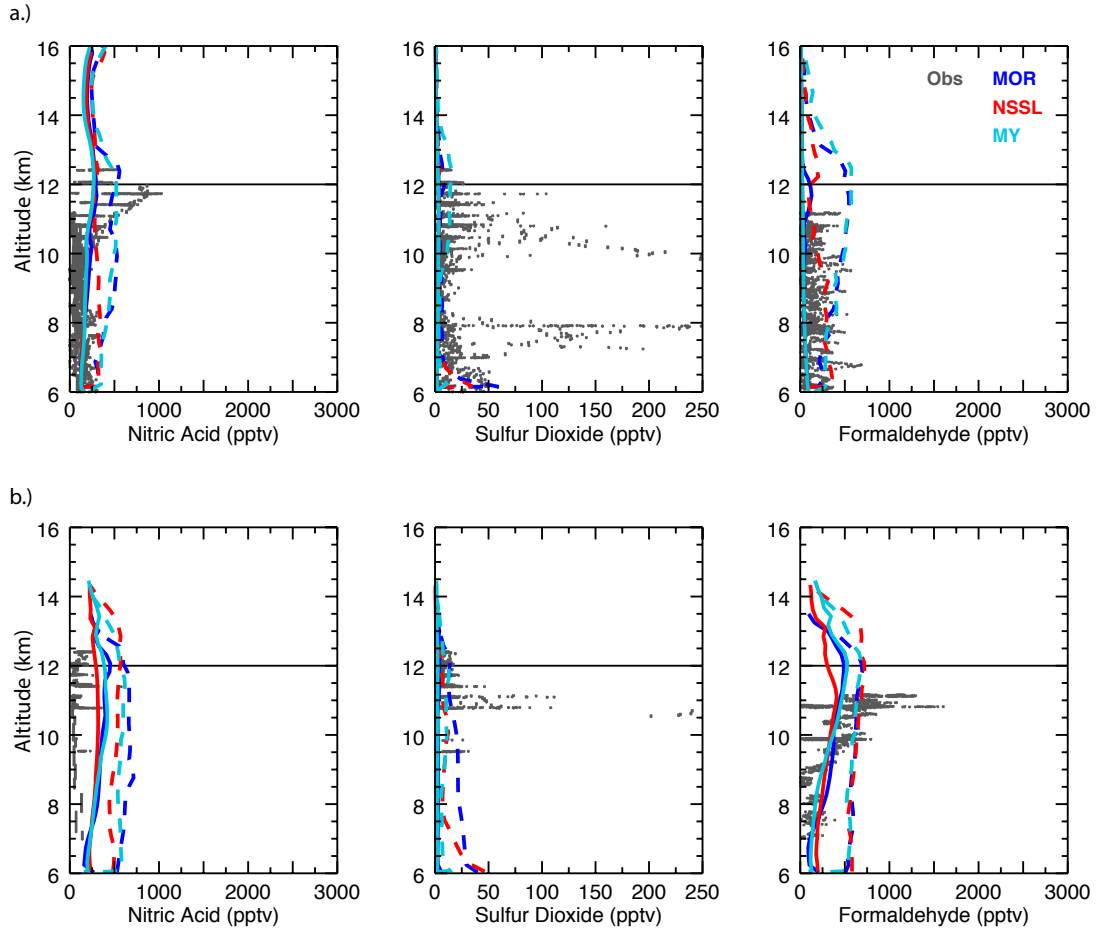 a.)
16
14
12
10
8
6
Altitude (km)
0 1000 2000 3000
Nitric Acid (pptv)
16
14
12
10
8
6
0 50 100 150 200 250
Sulfur Dioxide (pptv)
16
14
12
10
8
6
Obs MOR
NSSL
MY
0 1000 2000 3000
Formaldehyde (pptv)
b.)
16
14
12
10
8
6
Altitude (km)
0 1000 2000 3000
Nitric Acid (pptv)
16
14
12
10
8
6
0 50 100 150 200 250
Sulfur Dioxide (pptv)
16
14
12
10
8
6
0 1000 2000 3000
Formaldehyde (pptv)